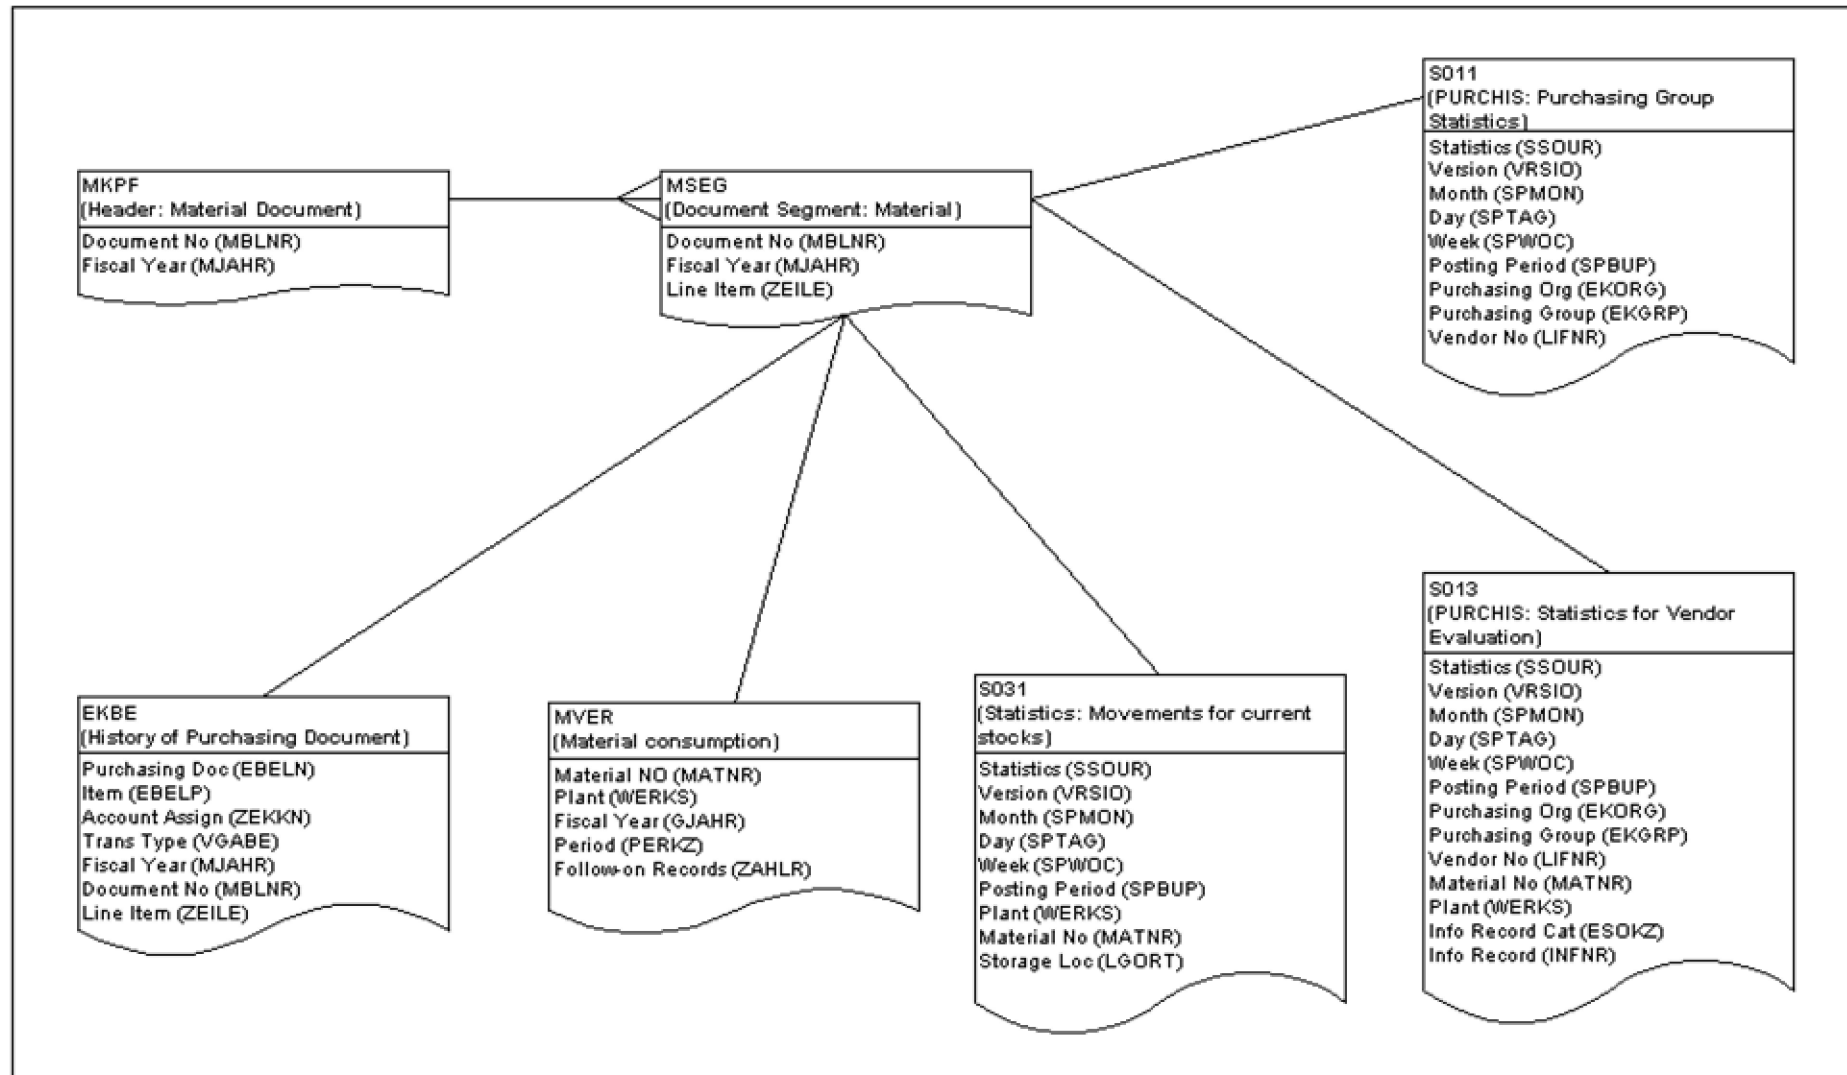 MKPF
(Header: Material Document)
Document No (MBLNR)
Fiscal Year (MJAHR)
MSEG
(Document Segment: Material)
Document No (MBLNR)
Fiscal Year (MJAHR)
Line Item (ZEILE)
S011
(PURCHIS: Purchasing Group
Statistics)
Statistics (SSOUR)
Version (VRSIO)
Month (SPMON)
Day (SPTAG)
Week (SPWOC)
Posting Period (SPBUP)
Purchasing Org (EKORG)
Purchasing Group (EKGRP)
Vendor No (LIFNR)
EKBE
(History of Purchasing Document)
Purchasing Doc (EBELN)
Item (EBELP)
Account Assign (ZEKKN)
Trans Type (VGABE)
Fiscal Year (MJAHR)
Document No (MBLNR)
Line Item (ZEILE)
MVER
(Material consumption)
Material NO (MATNR)
Plant (WERKS)
Fiscal Year (GJAHR)
Period (PERKZ)
Follow-on Records (ZAHLR)
S031
(Statistics: Movements for current
stocks)
Statistics (SSOUR)
Version (VRSIO)
Month (SPMON)
Day (SPTAG)
Week (SPWOC)
Posting Period (SPBUP)
Plant (WERKS)
Material No (MATNR)
Storage Loc (LGORT)
S013
(PURCHIS: Statistics for Vendor
Evaluation)
Statistics (SSOUR)
Version (VRSIO)
Month (SPMON)
Day (SPTAG)
Week (SPWOC)
Posting Period (SPBUP)
Purchasing Org (EKORG)
Purchasing Group (EKGRP)
Vendor No (LIFNR)
Material No (MATNR)
Plant (WERKS)
Info Record Cat (ESOKZ)
Info Record (INFNR)